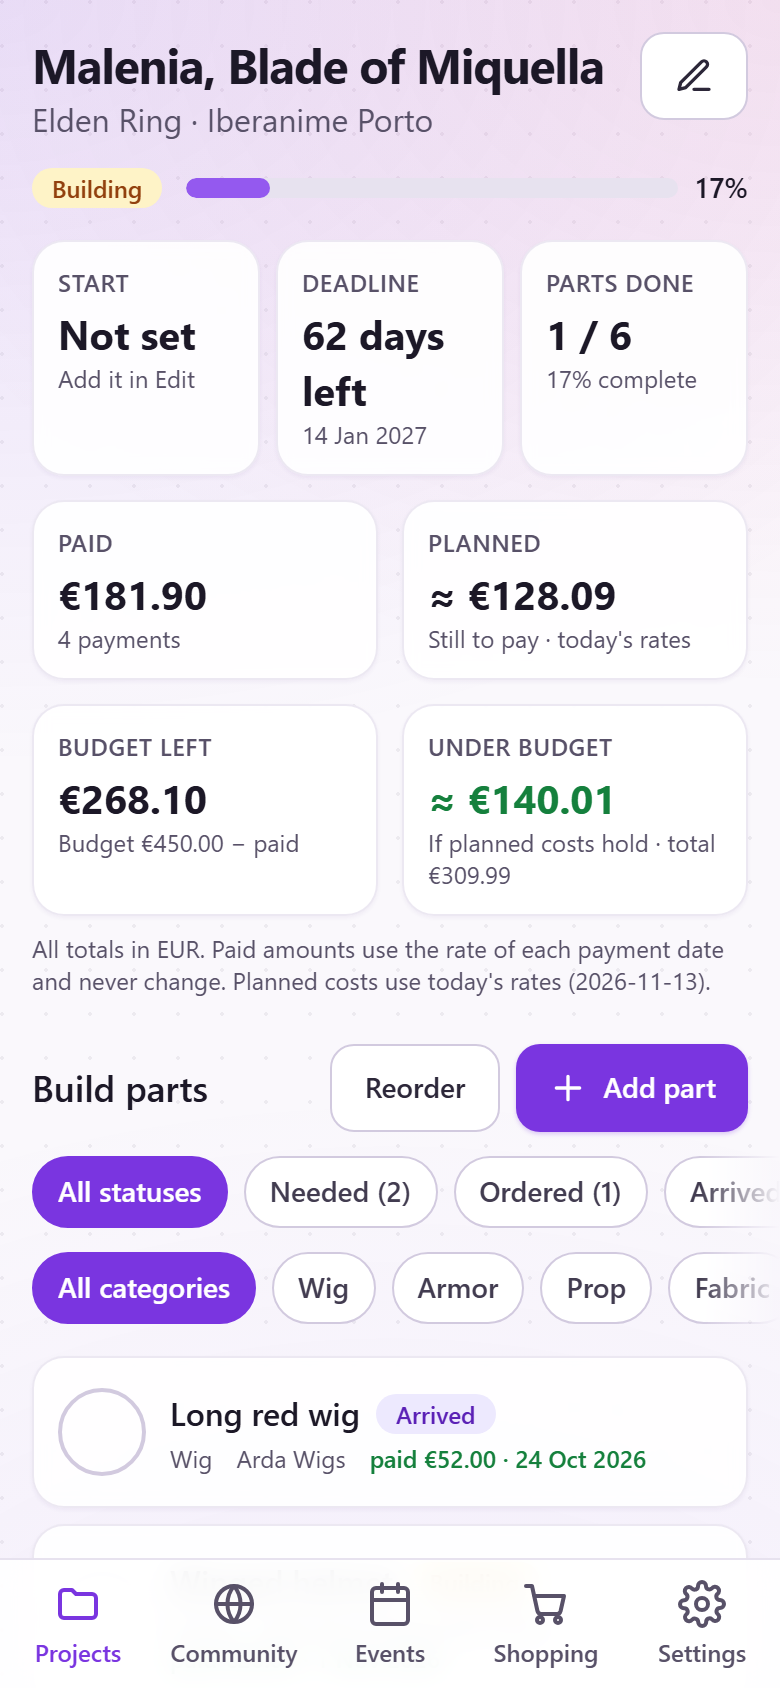 Malenia, Blade of Miquella
Elden Ring · Iberanime Porto
Building
17%
START
Not set
Add it in Edit
DEADLINE
62 days
left
14 Jan 2027
PARTS DONE
1 / 6
17% complete
PAID
€181.90
4 payments
PLANNED
≈ €128.09
Still to pay · today's rates
BUDGET LEFT
€268.10
Budget €450.00 − paid
UNDER BUDGET
≈ €140.01
If planned costs hold · total
€309.99
All totals in EUR. Paid amounts use the rate of each payment date
and never change. Planned costs use today's rates (2026-11-13).
Build parts
Reorder
Add part
All statuses
Needed (2)
Ordered (1)
Arrived
All categories
Wig
Armor
Prop
Fabric
Long red wig
Arrived
Wig Arda Wigs paid €52.00 · 24 Oct 2026
Projects
Community
Events
Shopping
Settings